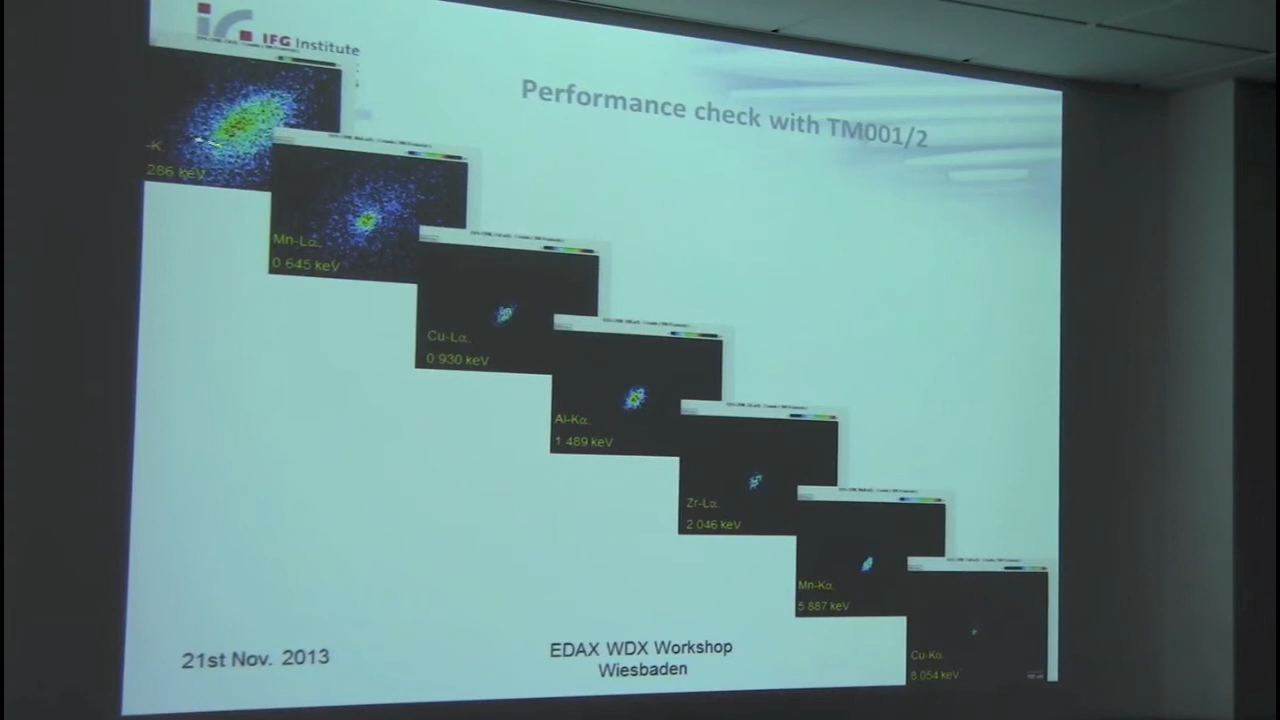 IFG Institute
Performance check with TM001/2
-K
286 keV
Mn-Lα.
0 645 keV
Cu-Lα.
0 930 keV
Al-Kα.
1 489 keV
Zr-Lα.
2 046 keV
Mn-Kα.
5 887 keV
Cu-Kα.
8 054 keV
21st Nov. 2013
EDAX WDX Workshop
Wiesbaden